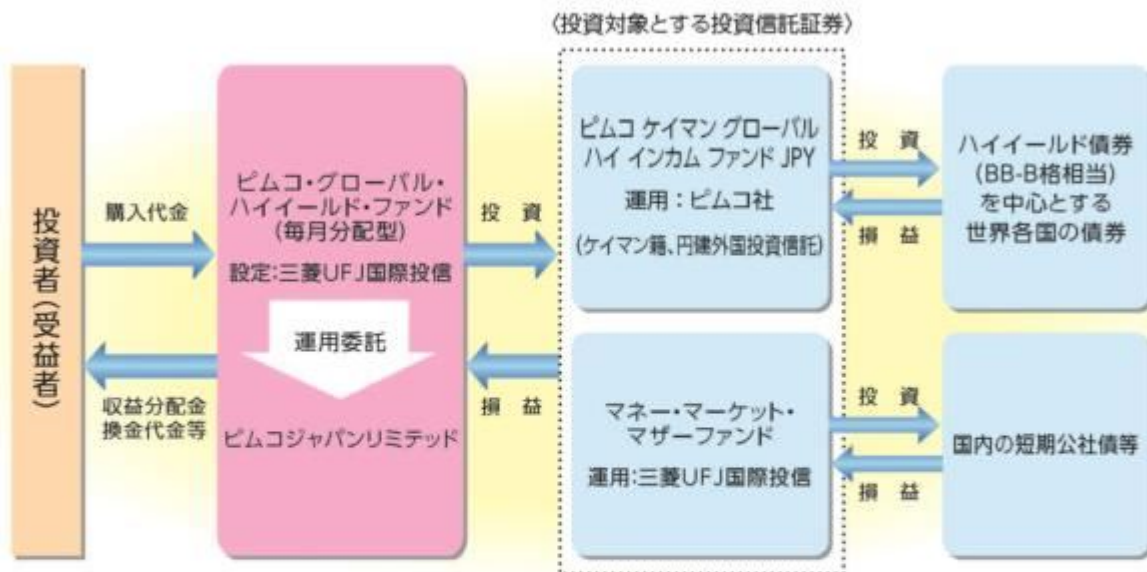 〈投資対象とする投資信託証券〉
投資者(受益者)
購入代金
収益分配金
換金代金等
ピムコ・グローバル・
ハイイールド・ファンド
(毎月分配型)
設定:三菱UFJ国際投信
運用委託
ピムコジャパンリミテッド
投 資
損 益
ピムコ ケイマン グローバル
ハイ インカム ファンド JPY
運用：ピムコ社
(ケイマン籍、円建外国投資信託)
投 資
損 益
ハイイールド債券
(BB-B格相当)
を中心とする
世界各国の債券
マネー・マーケット・
マザーファンド
運用:三菱UFJ国際投信
投 資
損 益
国内の短期公社債等